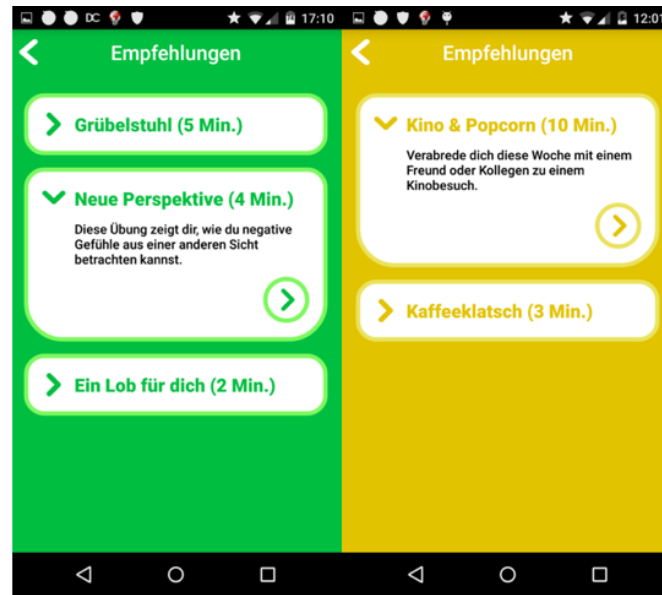 DC 17:10
Empfehlungen
Grübelstuhl (5 Min.)
Neue Perspektive (4 Min.)
Diese Übung zeigt dir, wie du negative
Gefühle aus einer anderen Sicht
betrachten kannst.
Ein Lob für dich (2 Min.)
12:01
Empfehlungen
Kino & Popcorn (10 Min.)
Verabrede dich diese Woche mit einem
Freund oder Kollegen zu einem
Kinobesuch.
Kaffeeklatsch (3 Min.)